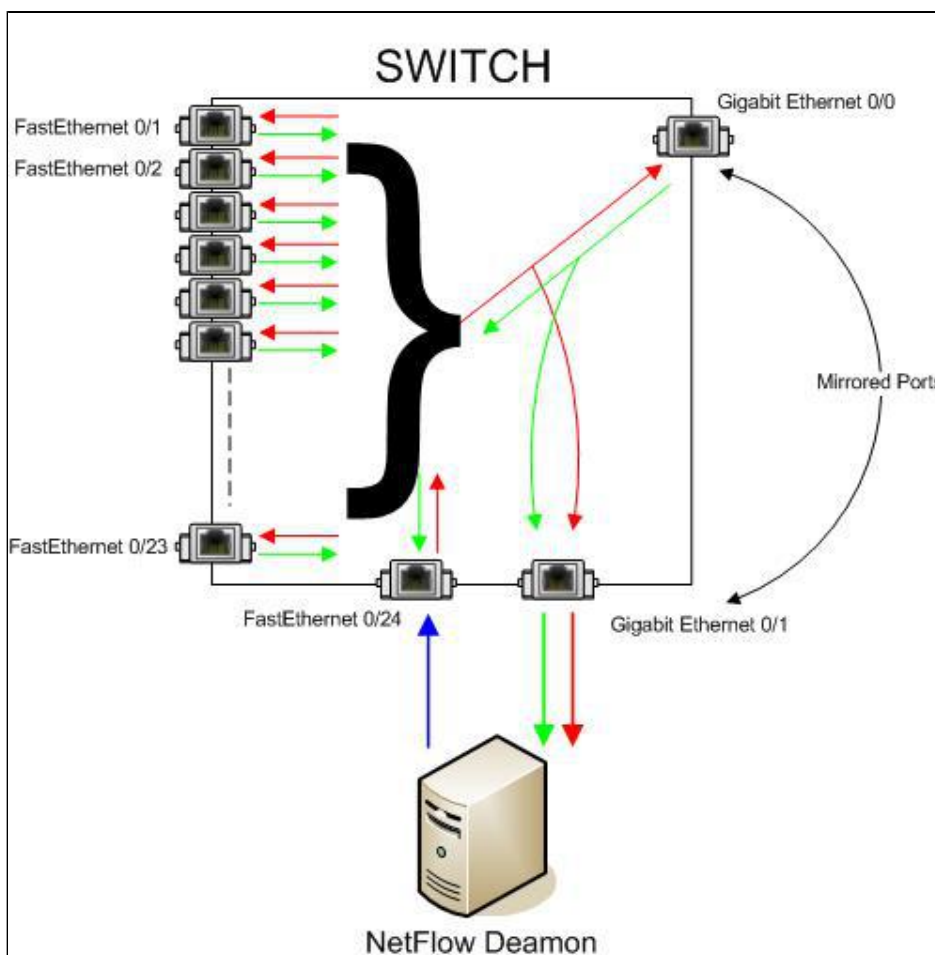 SWITCH
Gigabit Ethernet 0/0
FastEthernet 0/1
FastEthernet 0/2
Mirrored Ports
FastEthernet 0/23
FastEthernet 0/24
Gigabit Ethernet 0/1
NetFlow Deamon